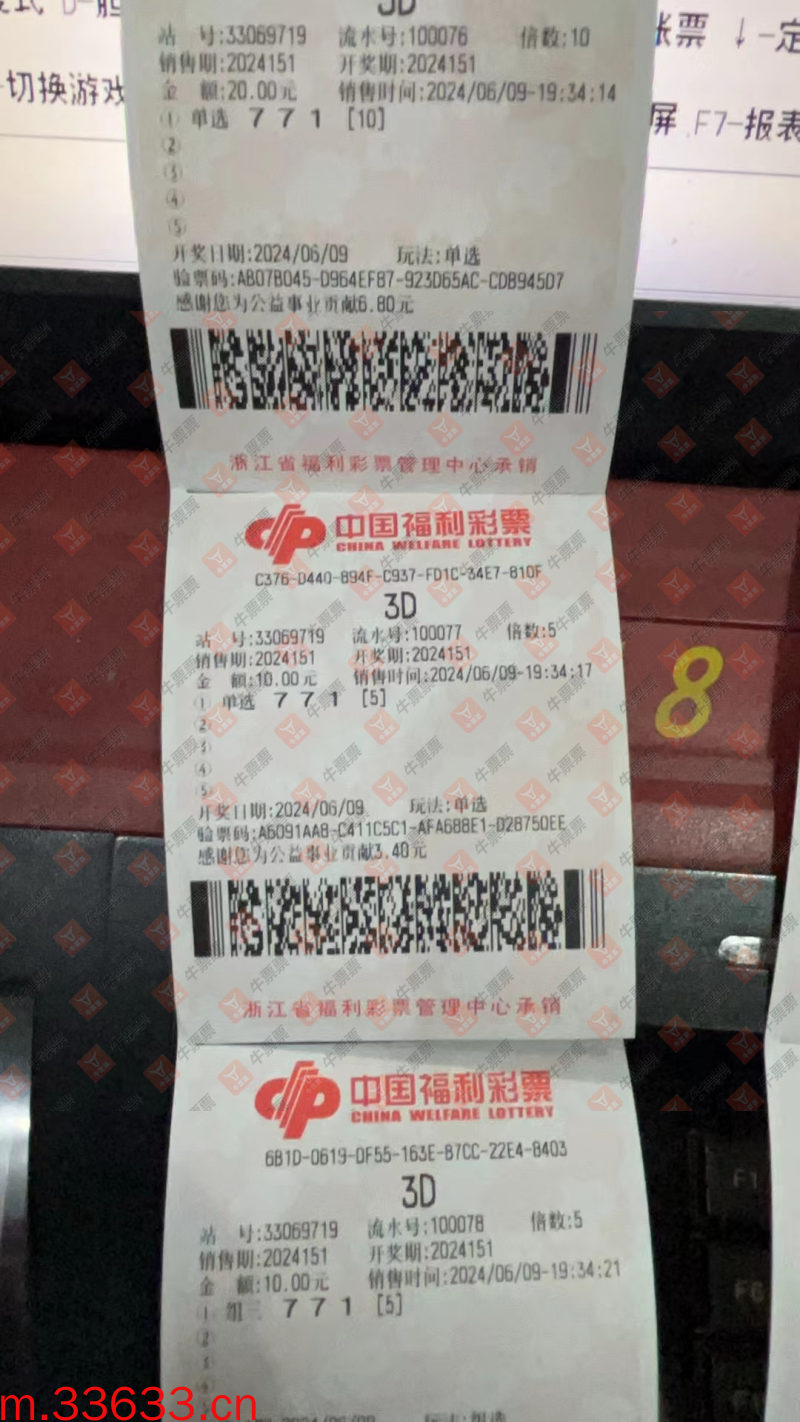 切换游戏
张票 ↓-定
屏 F7-报表
3D
站 号:33069719 流水号:100076 倍数:10
销售期:2024151 开奖期:2024151
金 额:20.00元 销售时间:2024/06/09-19:34:14
① 单选 7 7 1 [10]
②
③
④
⑤
开奖日期:2024/06/09 玩法:单选
验票码:AB07B045-D964EF87-923D65AC-CDB945D7
感谢您为公益事业贡献6.80元
浙江省福利彩票管理中心承销
中国福利彩票
CHINA WELFARE LOTTERY
C376-D440-894F-C937-FD1C-34E7-810F
3D
站 号:33069719 流水号:100077 倍数:5
销售期:2024151 开奖期:2024151
金 额:10.00元 销售时间:2024/06/09-19:34:17
① 单选 7 7 1 [5]
②
③
④
⑤
开奖日期:2024/06/09 玩法:单选
验票码:A6091AA8-C411C5C1-AFA688E1-D28750EE
感谢您为公益事业贡献3.40元
浙江省福利彩票管理中心承销
8
中国福利彩票
CHINA WELFARE LOTTERY
6B1D-0619-DF55-163E-87CC-22E4-8403
3D
站 号:33069719 流水号:100078 倍数:5
销售期:2024151 开奖期:2024151
金 额:10.00元 销售时间:2024/06/09-19:34:21
① 组三 7 7 1 [5]
②
③
④
F1
F6
牛票票
m.33633.cn